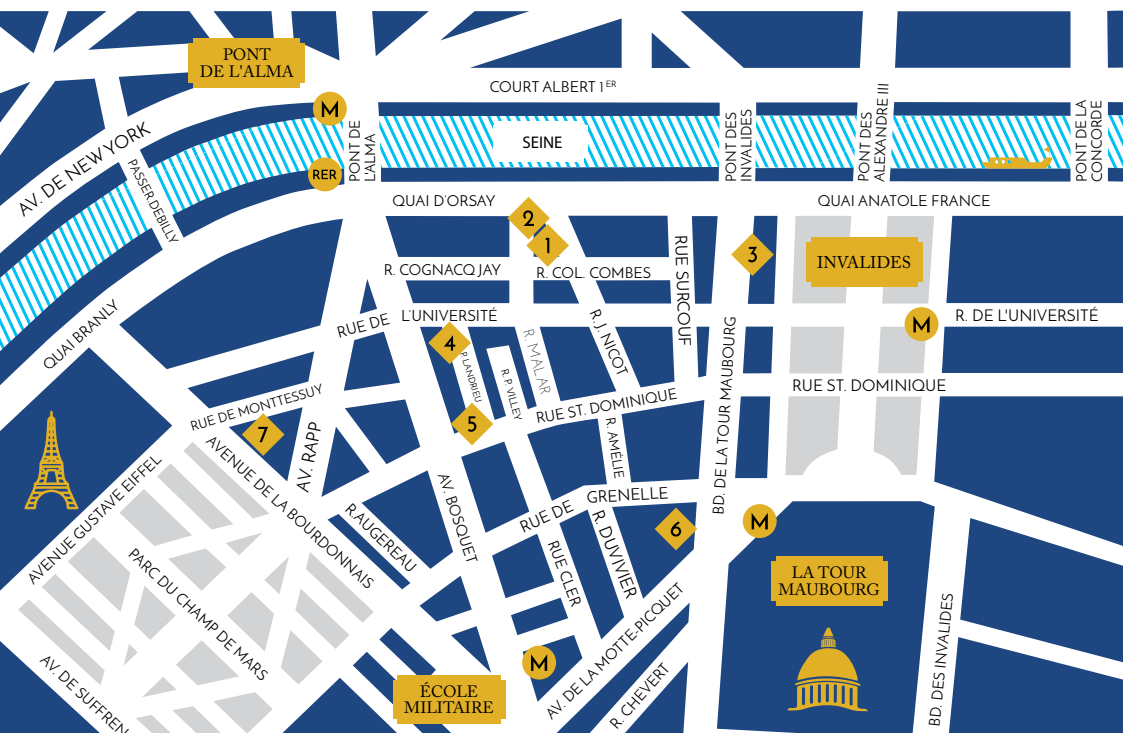 PONT
DE L'ALMA
COURT ALBERT 1ER
M
AV. DE NEW YORK
PASSER.DEBILLY
RER
PONT DE
L'ALMA
SEINE
PONT DES
INVALIDES
PONT DES
ALEXANDRE III
PONT DE LA
CONCORDE
QUAI D'ORSAY
QUAI ANATOLE FRANCE
2
1
3
INVALIDES
R. COGNACQ JAY
R. COL. COMBES
RUE SURCOUF
QUAI BRANLY
RUE DE
L'UNIVERSITÉ
R. DE L'UNIVERSITÉ
M
4
P LANDRIEU
R. P. VILLEY
R. MALAR
R.J. NICOT
BD. DE LA TOUR MAUBOURG
RUE ST. DOMINIQUE
RUE ST. DOMINIQUE
RUE DE MONTTESSUY
7
5
R. AMÉLIE
AV. RAPP
AVENUE DE LA BOURDONNAIS
AVENUE GUSTAVE EIFFEL
R.AUGEREAU
AV. BOSQUET
RUE DE
GRENELLE
6
M
R. DUVIVIER
RUE CLER
PARC DU CHAMP DE MARS
LA TOUR
MAUBOURG
AV. DE LA MOTTE-PICQUET
R. CHEVERT
BD. DES INVALIDES
AV. DE SUFFREN
M
ÉCOLE
MILITAIRE